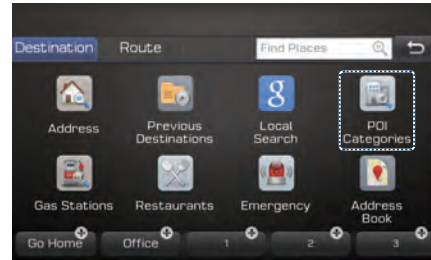 Destination Route Find Places
Address Previous Destinations Local Search POI Categories
Gas Stations Restaurants Emergency Address Book
Go Home Office 1 2 3